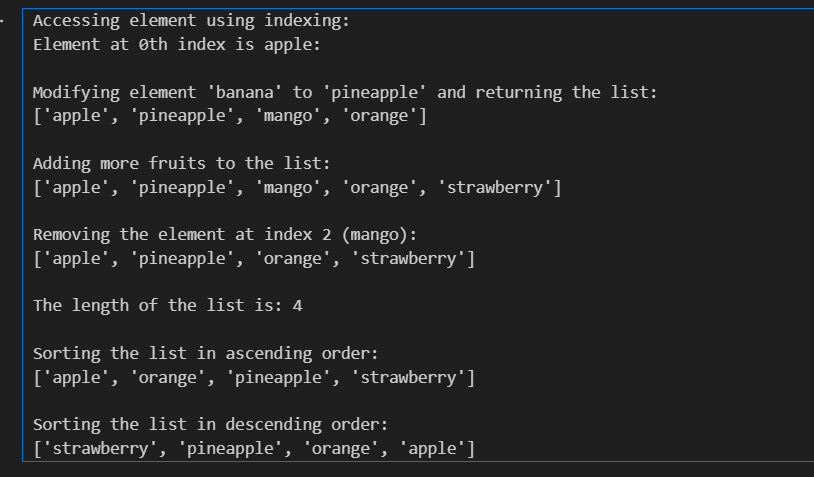 Accessing element using indexing:
Element at 0th index is apple:
Modifying element 'banana' to 'pineapple' and returning the list:
['apple', 'pineapple', 'mango', 'orange']
Adding more fruits to the list:
['apple', 'pineapple', 'mango', 'orange', 'strawberry']
Removing the element at index 2 (mango):
['apple', 'pineapple', 'orange', 'strawberry']
The length of the list is: 4
Sorting the list in ascending order:
['apple', 'orange', 'pineapple', 'strawberry']
Sorting the list in descending order:
['strawberry', 'pineapple', 'orange', 'apple']